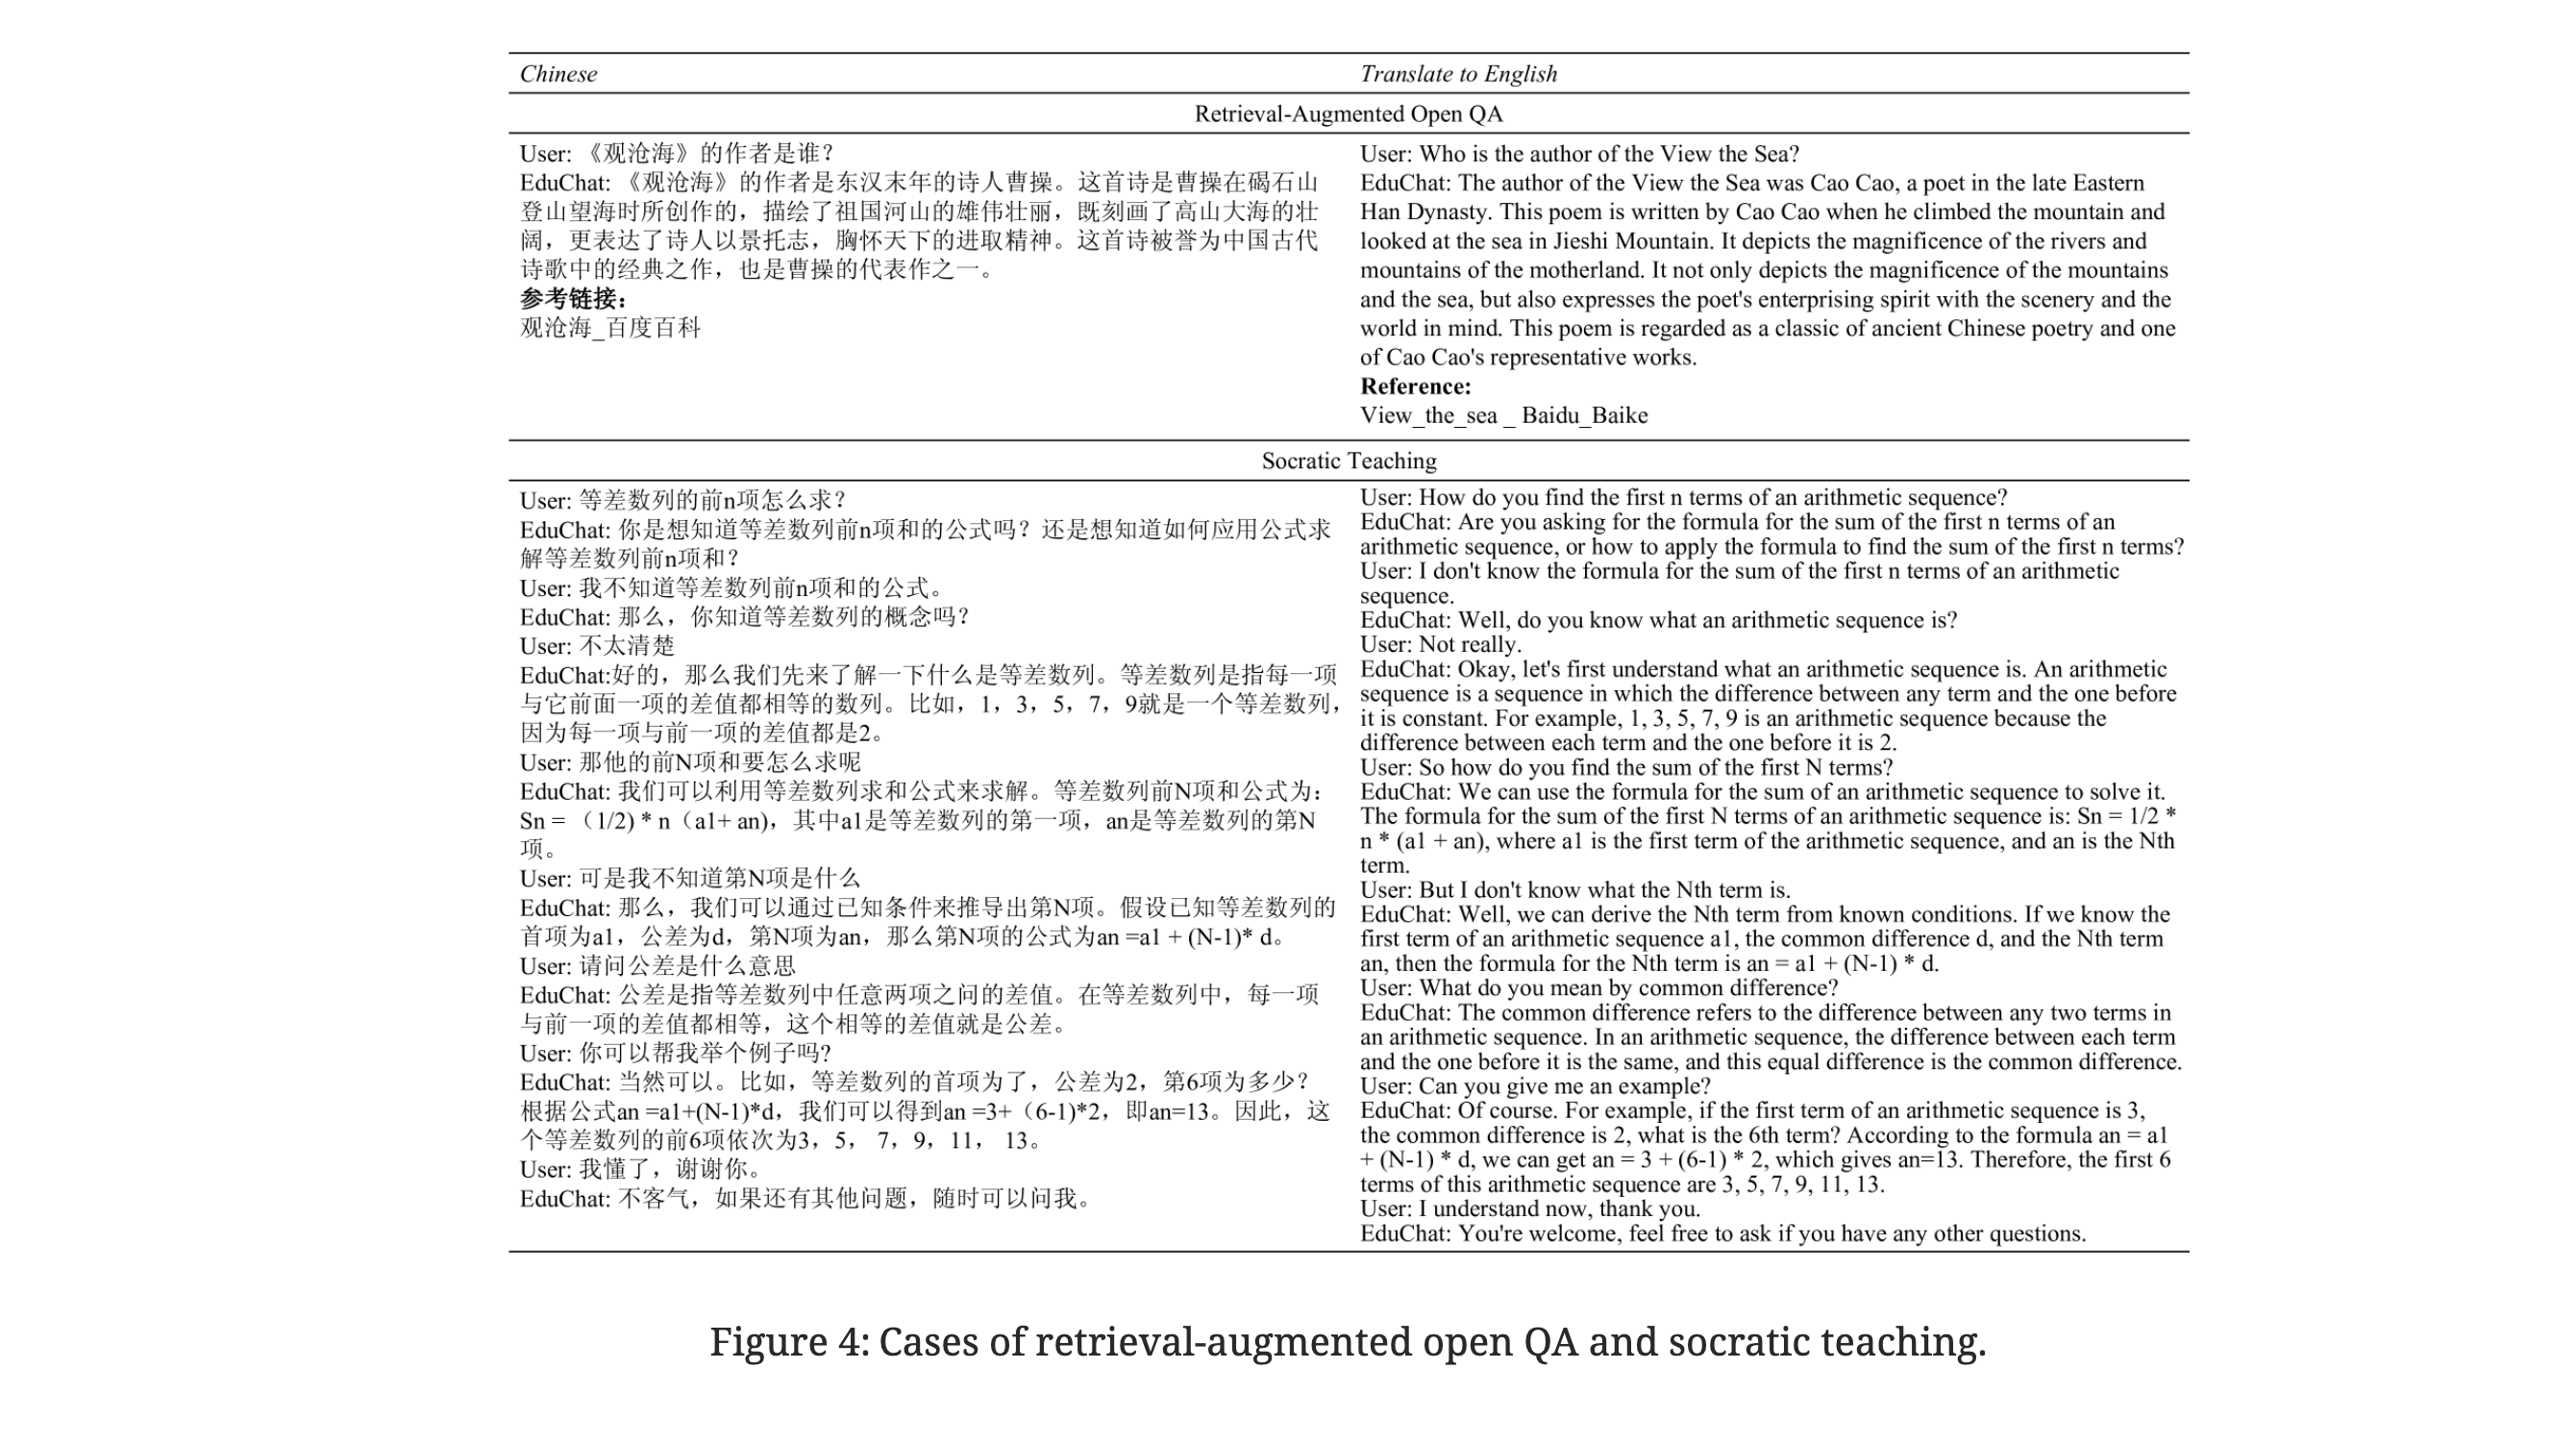 Chinese
Translate to English
Retrieval-Augmented Open QA
User: 《观沧海》的作者是谁？
EduChat: 《观沧海》的作者是东汉末年的诗人曹操。这首诗是曹操在碣石山
登山望海时所创作的，描绘了祖国河山的雄伟壮丽，既刻画了高山大海的壮
阔，更表达了诗人以景托志，胸怀天下的进取精神。这首诗被誉为中国古代
诗歌中的经典之作，也是曹操的代表作之一。
参考链接：
观沧海_百度百科
User: Who is the author of the View the Sea?
EduChat: The author of the View the Sea was Cao Cao, a poet in the late Eastern
Han Dynasty. This poem is written by Cao Cao when he climbed the mountain and
looked at the sea in Jieshi Mountain. It depicts the magnificence of the rivers and
mountains of the motherland. It not only depicts the magnificence of the mountains
and the sea, but also expresses the poet's enterprising spirit with the scenery and the
world in mind. This poem is regarded as a classic of ancient Chinese poetry and one
of Cao Cao's representative works.
Reference:
View_the_sea _ Baidu_Baike
Socratic Teaching
User: 等差数列的前n项怎么求？
EduChat: 你是想知道等差数列前n项和的公式吗？还是想知道如何应用公式求
解等差数列前n项和？
User: 我不知道等差数列前n项和的公式。
EduChat: 那么，你知道等差数列的概念吗？
User: 不太清楚
EduChat:好的，那么我们先来了解一下什么是等差数列。等差数列是指每一项
与它前面一项的差值都相等的数列。比如，1，3，5，7，9就是一个等差数列，
因为每一项与前一项的差值都是2。
User: 那他的前N项和要怎么求呢
EduChat: 我们可以利用等差数列求和公式来求解。等差数列前N项和公式为：
Sn = （1/2) * n（a1+ an)，其中a1是等差数列的第一项，an是等差数列的第N
项。
User: 可是我不知道第N项是什么
EduChat: 那么，我们可以通过已知条件来推导出第N项。假设已知等差数列的
首项为a1，公差为d，第N项为an，那么第N项的公式为an =a1 + (N-1)* d。
User: 请问公差是什么意思
EduChat: 公差是指等差数列中任意两项之问的差值。在等差数列中，每一项
与前一项的差值都相等，这个相等的差值就是公差。
User: 你可以帮我举个例子吗?
EduChat: 当然可以。比如，等差数列的首项为了，公差为2，第6项为多少？
根据公式an =a1+(N-1)*d，我们可以得到an =3+（6-1)*2，即an=13。因此，这
个等差数列的前6项依次为3，5， 7，9，11， 13。
User: 我懂了，谢谢你。
EduChat: 不客气，如果还有其他问题，随时可以问我。
User: How do you find the first n terms of an arithmetic sequence?
EduChat: Are you asking for the formula for the sum of the first n terms of an
arithmetic sequence, or how to apply the formula to find the sum of the first n terms?
User: I don't know the formula for the sum of the first n terms of an arithmetic
sequence.
EduChat: Well, do you know what an arithmetic sequence is?
User: Not really.
EduChat: Okay, let's first understand what an arithmetic sequence is. An arithmetic
sequence is a sequence in which the difference between any term and the one before
it is constant. For example, 1, 3, 5, 7, 9 is an arithmetic sequence because the
difference between each term and the one before it is 2.
User: So how do you find the sum of the first N terms?
EduChat: We can use the formula for the sum of an arithmetic sequence to solve it.
The formula for the sum of the first N terms of an arithmetic sequence is: Sn = 1/2 *
n * (a1 + an), where a1 is the first term of the arithmetic sequence, and an is the Nth
term.
User: But I don't know what the Nth term is.
EduChat: Well, we can derive the Nth term from known conditions. If we know the
first term of an arithmetic sequence a1, the common difference d, and the Nth term
an, then the formula for the Nth term is an = a1 + (N-1) * d.
User: What do you mean by common difference?
EduChat: The common difference refers to the difference between any two terms in
an arithmetic sequence. In an arithmetic sequence, the difference between each term
and the one before it is the same, and this equal difference is the common difference.
User: Can you give me an example?
EduChat: Of course. For example, if the first term of an arithmetic sequence is 3,
the common difference is 2, what is the 6th term? According to the formula an = a1
+ (N-1) * d, we can get an = 3 + (6-1) * 2, which gives an=13. Therefore, the first 6
terms of this arithmetic sequence are 3, 5, 7, 9, 11, 13.
User: I understand now, thank you.
EduChat: You're welcome, feel free to ask if you have any other questions.
Figure 4: Cases of retrieval-augmented open QA and socratic teaching.